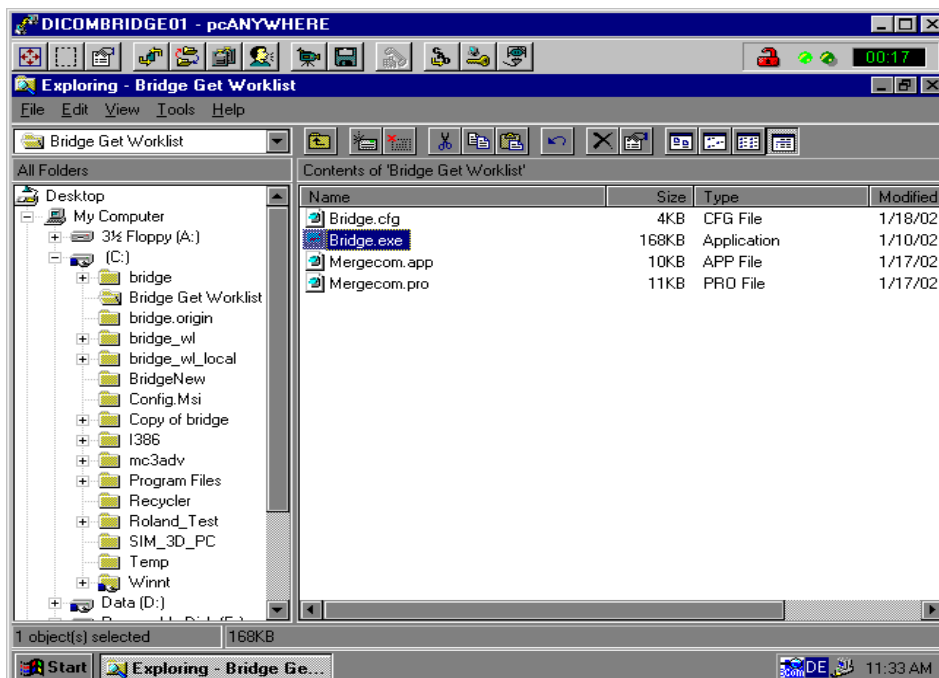 DICOMBRIDGE01 - pcANYWHERE
00:17
Exploring - Bridge Get Worklist
File Edit View Tools Help
Bridge Get Worklist
All Folders
Contents of 'Bridge Get Worklist'
Desktop
My Computer
3½ Floppy (A:)
(C:)
bridge
Bridge Get Worklist
bridge.origin
bridge_wl
bridge_wl_local
BridgeNew
Config.Msi
Copy of bridge
I386
mc3adv
Program Files
Recycler
Roland_Test
SIM_3D_PC
Temp
Winnt
Data (D:)
Name Size Type Modified
Bridge.cfg 4KB CFG File 1/18/02
Bridge.exe 168KB Application 1/10/02
Mergecom.app 10KB APP File 1/17/02
Mergecom.pro 11KB PRO File 1/17/02
1 object(s) selected 168KB
Start Exploring - Bridge Ge... DE 11:33 AM